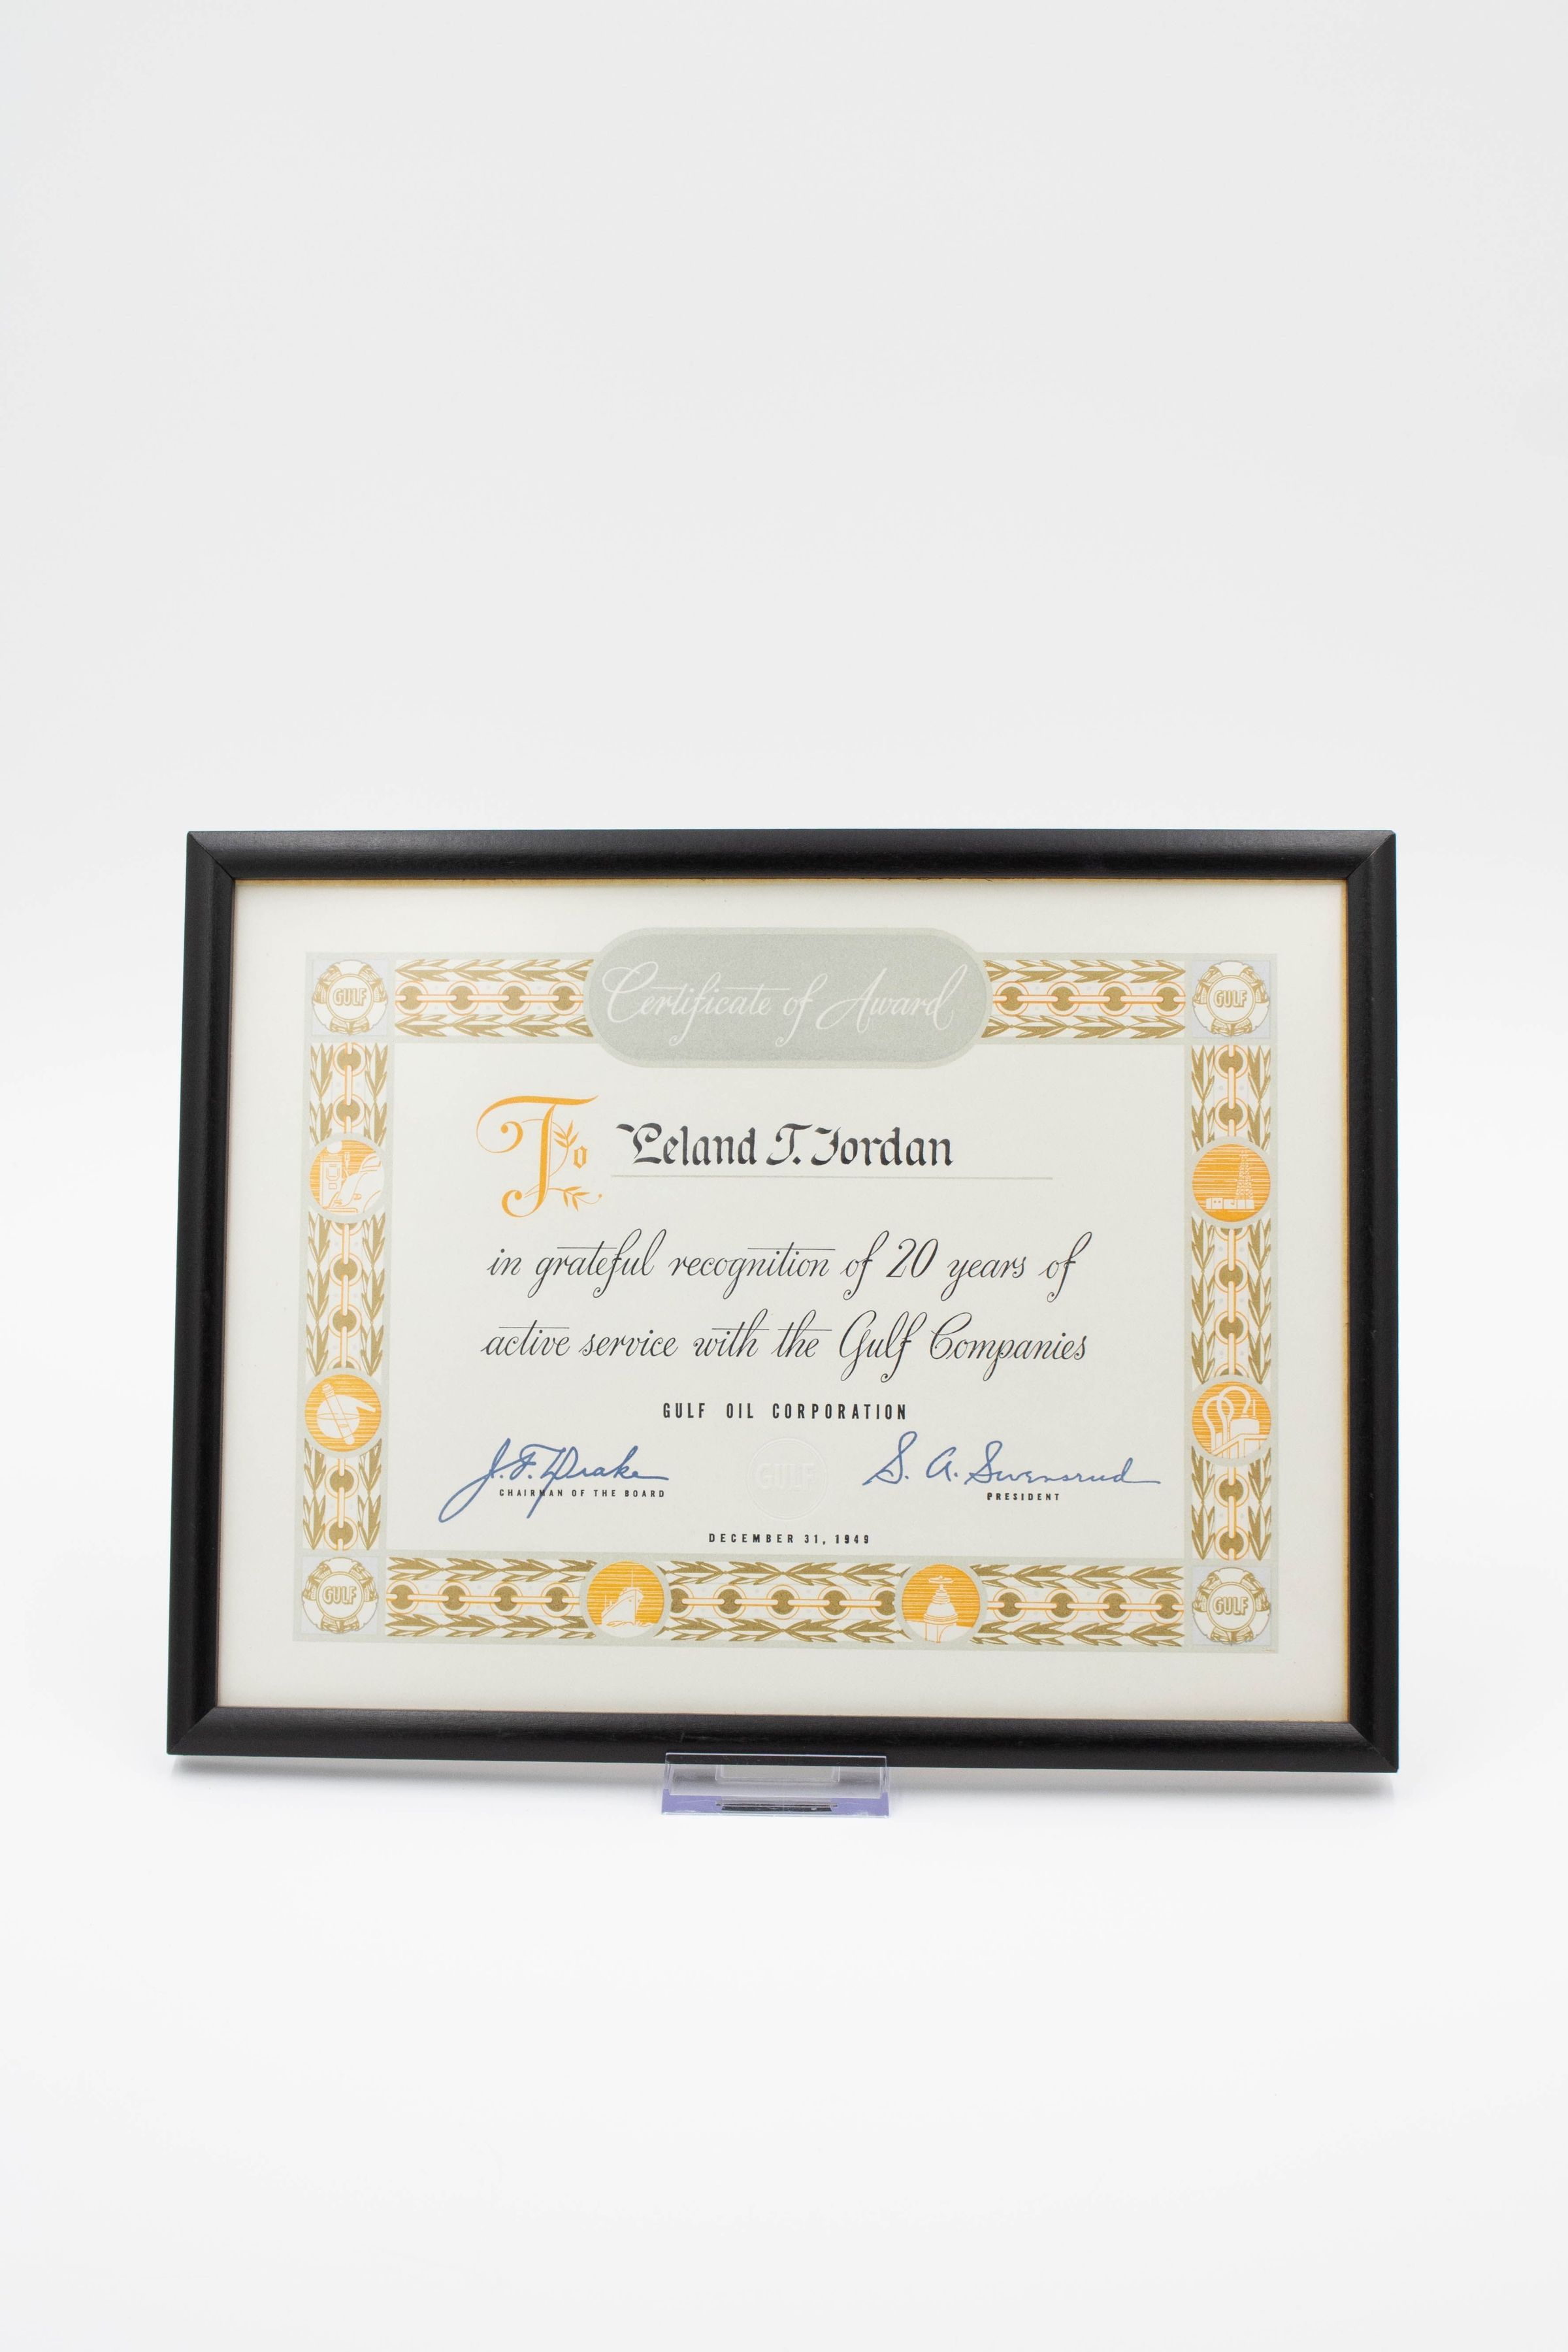 Certificate of Award
GULF
GULF
To Leland T. Jordan
in grateful recognition of 20 years of
active service with the Gulf Companies
GULF OIL CORPORATION
J. F. Drake
S. A. Swensrud
GULF
CHAIRMAN OF THE BOARD
PRESIDENT
DECEMBER 31, 1949
GULF
GULF